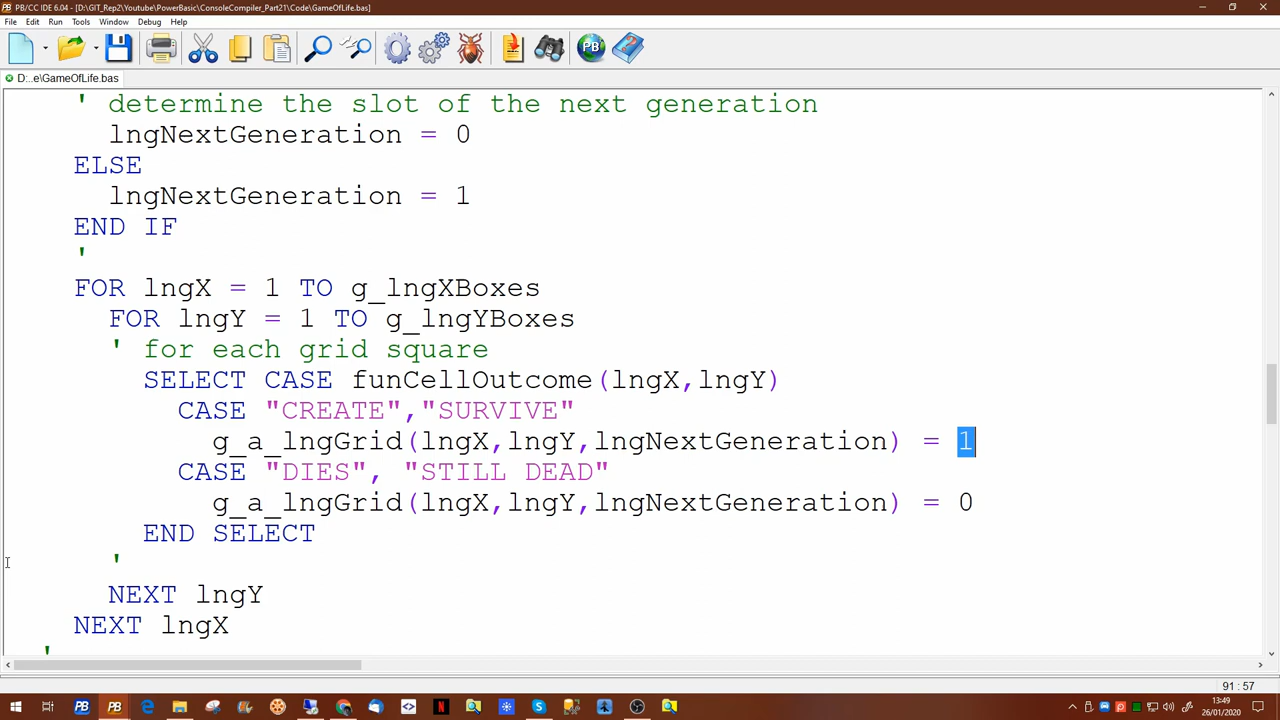 PB/CC IDE 6.04 - [D:\GIT_Rep2\Youtube\PowerBasic\ConsoleCompiler_Part21\Code\GameOfLife.bas]
File Edit Run Tools Window Debug Help
PB
D:..e\GameOfLife.bas
' determine the slot of the next generation
lngNextGeneration = 0
ELSE
lngNextGeneration = 1
END IF
'
FOR lngX = 1 TO g_lngXBoxes
FOR lngY = 1 TO g_lngYBoxes
' for each grid square
SELECT CASE funCellOutcome(lngX,lngY)
CASE "CREATE","SURVIVE"
g_a_lngGrid(lngX,lngY,lngNextGeneration) = 1
CASE "DIES", "STILL DEAD"
g_a_lngGrid(lngX,lngY,lngNextGeneration) = 0
END SELECT
'
NEXT lngY
NEXT lngX
'
91 : 57
PB PB
13:49
26/01/2020